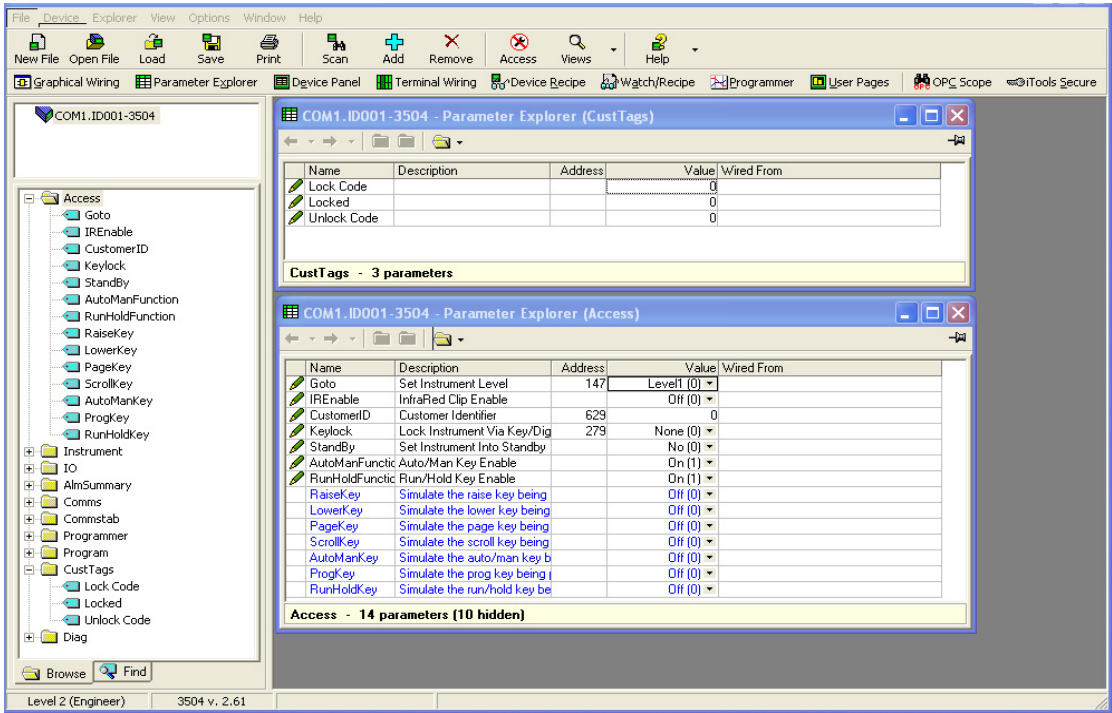 File Device Explorer View Options Window Help
New File Open File Load Save Print Scan Add Remove Access Views Help
Graphical Wiring Parameter Explorer Device Panel Terminal Wiring Device Recipe Watch/Recipe Programmer User Pages OPC Scope iTools Secure
COM1.ID001-3504
Access
Goto
IREnable
CustomerID
Keylock
StandBy
AutoManFunction
RunHoldFunction
RaiseKey
LowerKey
PageKey
ScrollKey
AutoManKey
ProgKey
RunHoldKey
Instrument
IO
AlmSummary
Comms
Commstab
Programmer
Program
CustTags
Lock Code
Locked
Unlock Code
Diag
Browse Find
COM1.ID001-3504 - Parameter Explorer (CustTags)
Name Description Address Value Wired From
Lock Code 0
Locked 0
Unlock Code 0
CustTags - 3 parameters
COM1.ID001-3504 - Parameter Explorer (Access)
Name Description Address Value Wired From
Goto Set Instrument Level 147 Level1 (0)
IREnable InfraRed Clip Enable Off (0)
CustomerID Customer Identifier 629 0
Keylock Lock Instrument Via Key/Dig 279 None (0)
StandBy Set Instrument Into Standby No (0)
AutoManFunctic Auto/Man Key Enable On (1)
RunHoldFunctic Run/Hold Key Enable On (1)
RaiseKey Simulate the raise key being Off (0)
LowerKey Simulate the lower key being Off (0)
PageKey Simulate the page key being Off (0)
ScrollKey Simulate the scroll key being Off (0)
AutoManKey Simulate the auto/man key b Off (0)
ProgKey Simulate the prog key being Off (0)
RunHoldKey Simulate the run/hold key be Off (0)
Access - 14 parameters (10 hidden)
Level 2 (Engineer) 3504 v. 2.61